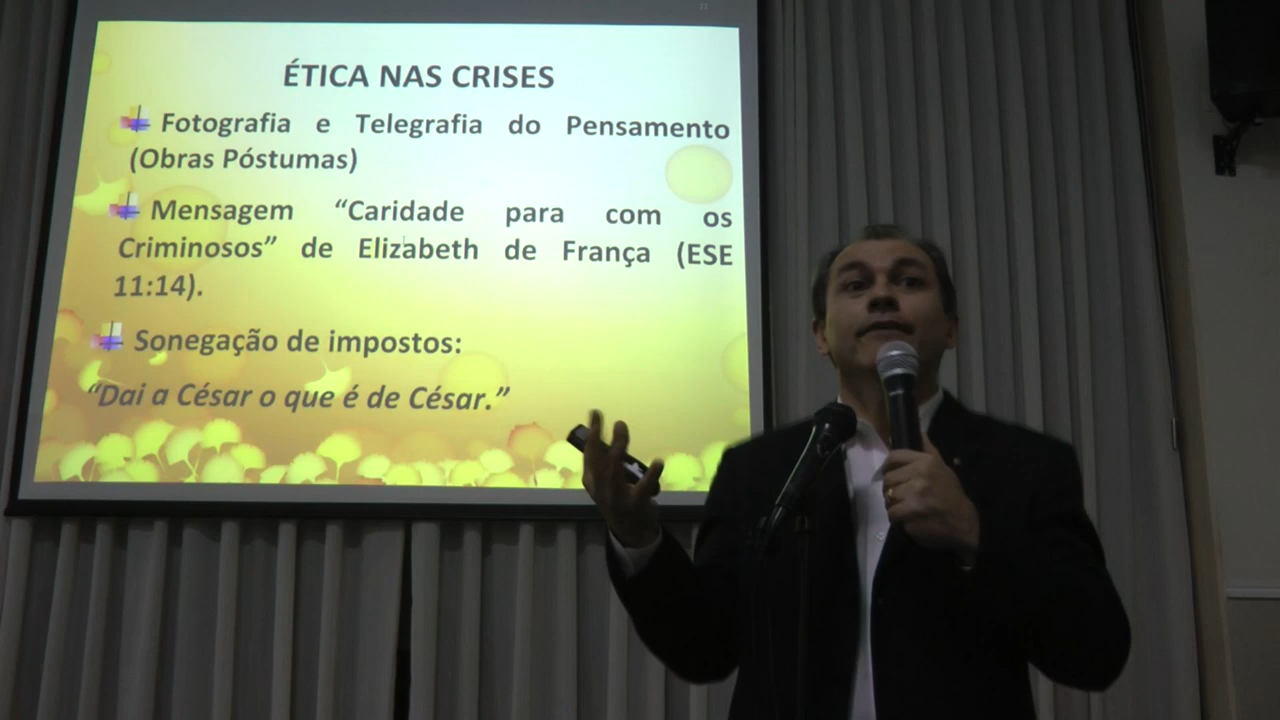 ÉTICA NAS CRISES
Fotografia e Telegrafia do Pensamento
(Obras Póstumas)
Mensagem “Caridade para com os
Criminosos” de Elizabeth de França (ESE
11:14).
Sonegação de impostos:
“Dai a César o que é de César.”